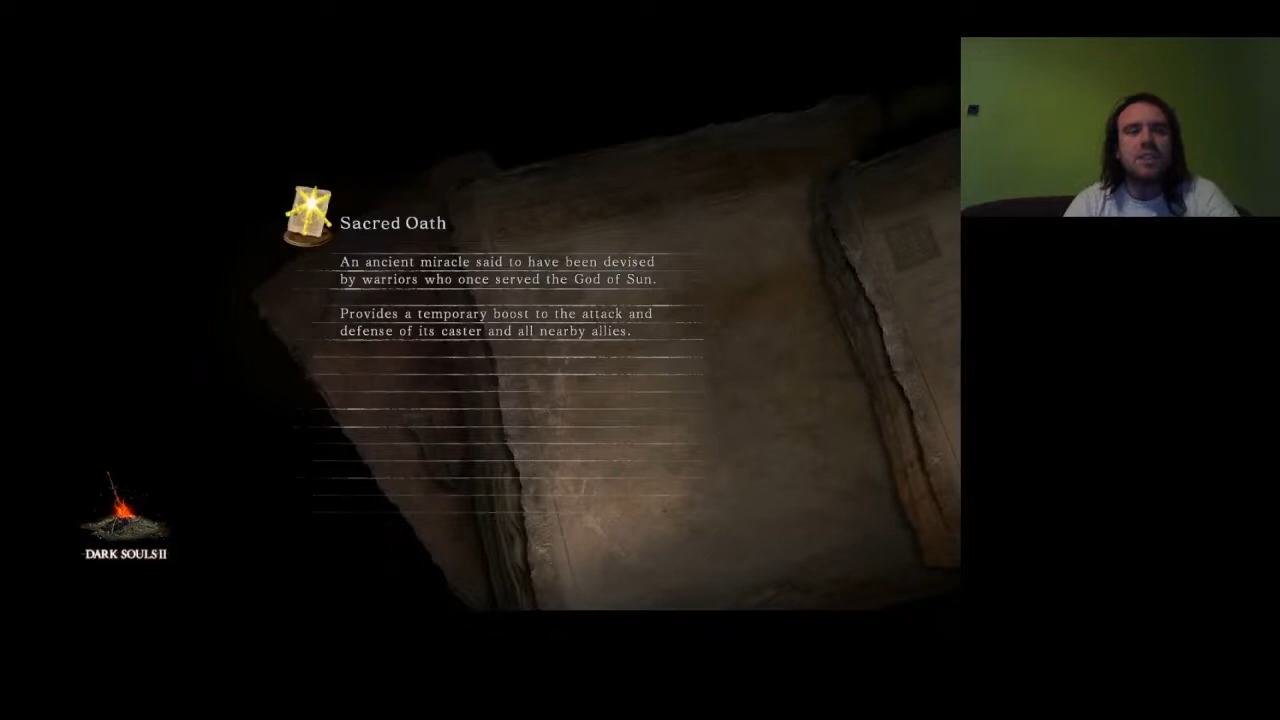 Sacred Oath
An ancient miracle said to have been devised
by warriors who once served the God of Sun.
Provides a temporary boost to the attack and
defense of its caster and all nearby allies.
DARK SOULS II